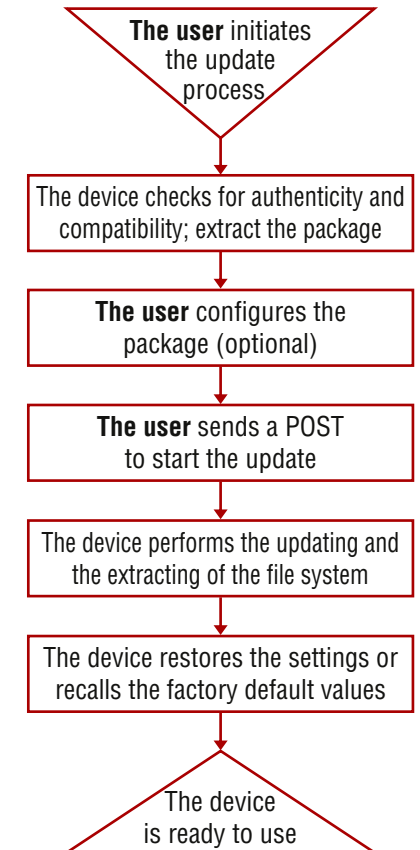 The user initiates
the update
process
The device checks for authenticity and
compatibility; extract the package
The user configures the
package (optional)
The user sends a POST
to start the update
The device performs the updating and
the extracting of the file system
The device restores the settings or
recalls the factory default values
The device
is ready to use